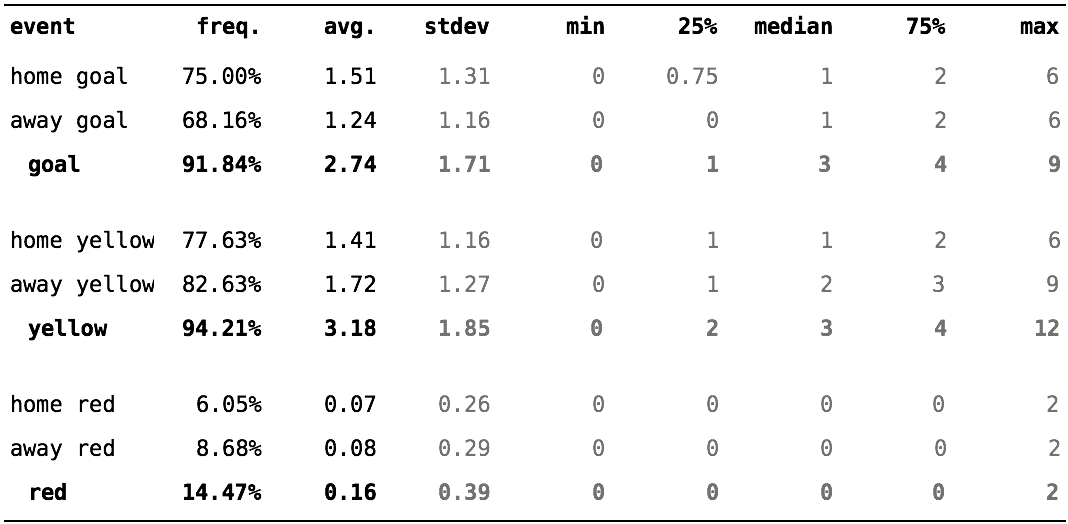 event freq. avg. stdev min 25% median 75% max
home goal 75.00% 1.51 1.31 0 0.75 1 2 6
away goal 68.16% 1.24 1.16 0 0 1 2 6
goal 91.84% 2.74 1.71 0 1 3 4 9
home yellow 77.63% 1.41 1.16 0 1 1 2 6
away yellow 82.63% 1.72 1.27 0 1 2 3 9
yellow 94.21% 3.18 1.85 0 2 3 4 12
home red 6.05% 0.07 0.26 0 0 0 0 2
away red 8.68% 0.08 0.29 0 0 0 0 2
red 14.47% 0.16 0.39 0 0 0 0 2